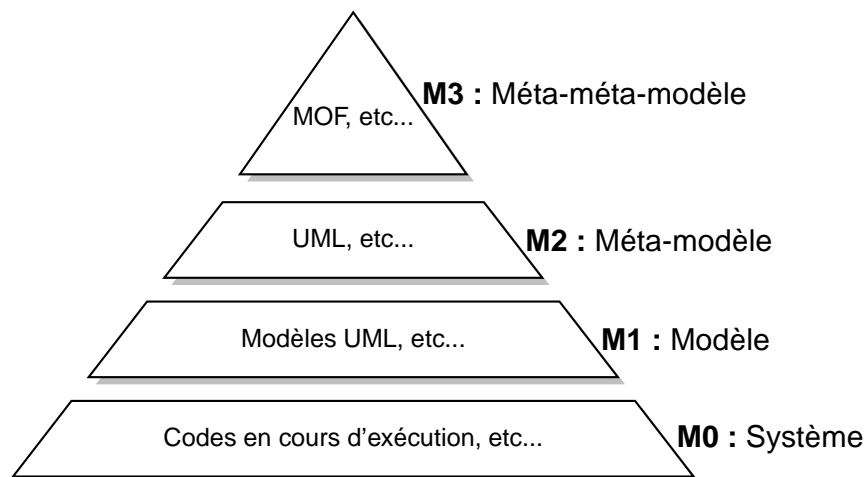 M3 : Méta-méta-modèle
MOF, etc...
UML, etc...
M2 : Méta-modèle
Modèles UML, etc...
M1 : Modèle
Codes en cours d'exécution, etc...
M0 : Système